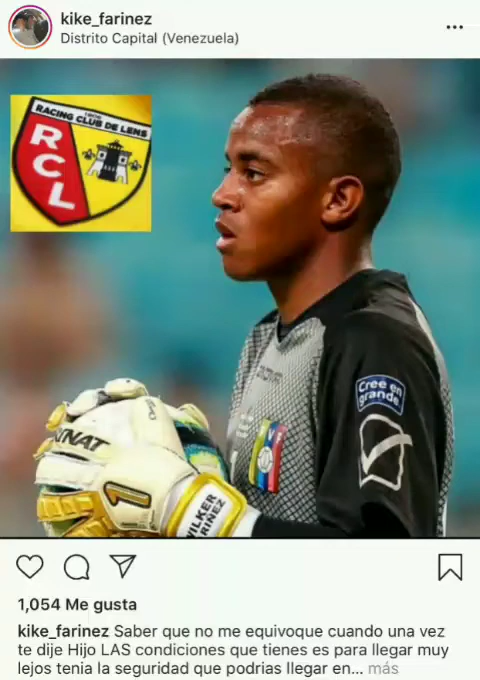 kike_farinez
Distrito Capital (Venezuela)
RACING CLUB DE LENS
RCL
Cree en
grande
1
WILKER
FARIÑEZ
1,054 Me gusta
kike_farinez Saber que no me equivoque cuando una vez
te dije Hijo LAS condiciones que tienes es para llegar muy
lejos tenia la seguridad que podrias llegar en... más